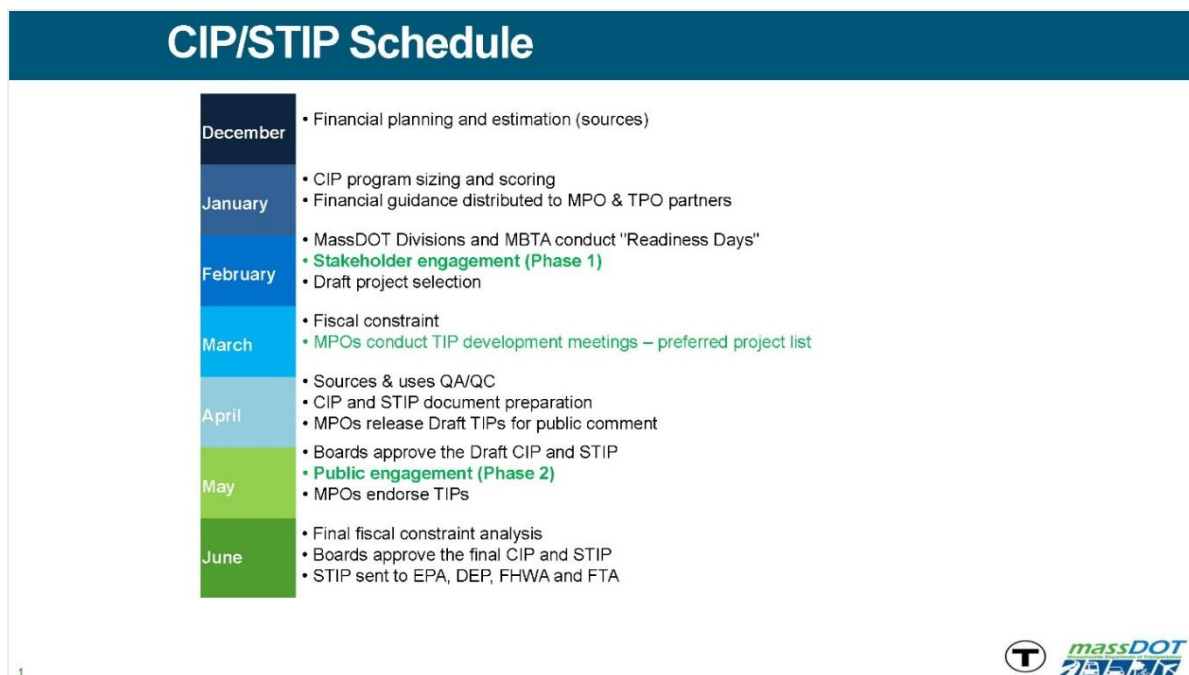 CIP/STIP Schedule
December
• Financial planning and estimation (sources)
January
• CIP program sizing and scoring
• Financial guidance distributed to MPO & TPO partners
February
• MassDOT Divisions and MBTA conduct "Readiness Days"
• Stakeholder engagement (Phase 1)
• Draft project selection
March
• Fiscal constraint
• MPOs conduct TIP development meetings – preferred project list
April
• Sources & uses QA/QC
• CIP and STIP document preparation
• MPOs release Draft TIPs for public comment
May
• Boards approve the Draft CIP and STIP
• Public engagement (Phase 2)
• MPOs endorse TIPs
June
• Final fiscal constraint analysis
• Boards approve the final CIP and STIP
• STIP sent to EPA, DEP, FHWA and FTA
1
T
massDOT
Massachusetts Department of Transportation